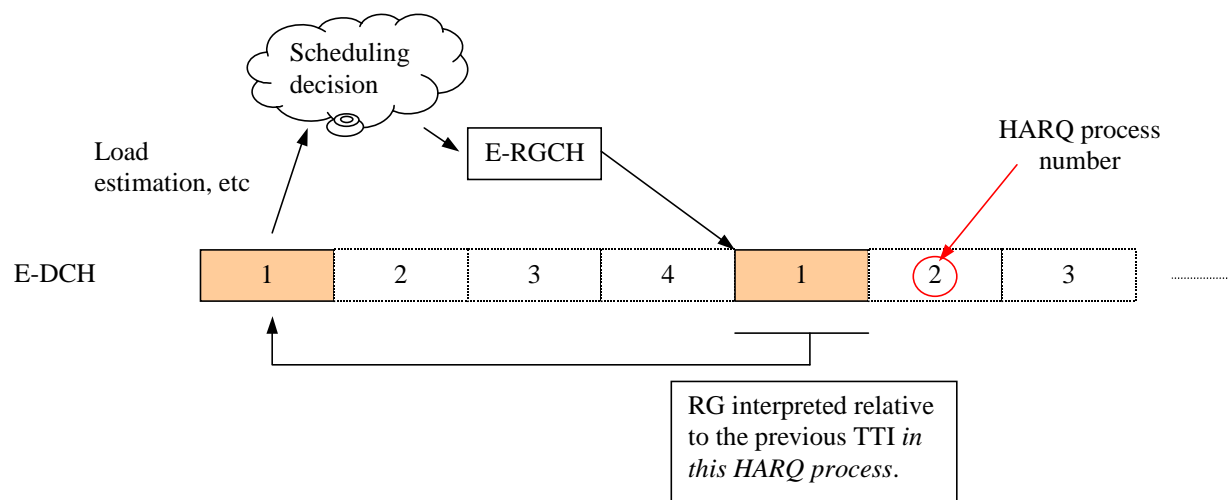 Scheduling
decision
HARQ process
number
E-RGCH
Load
estimation, etc
E-DCH
1 2 3 4 1 2 3
RG interpreted relative
to the previous TTI in
this HARQ process.